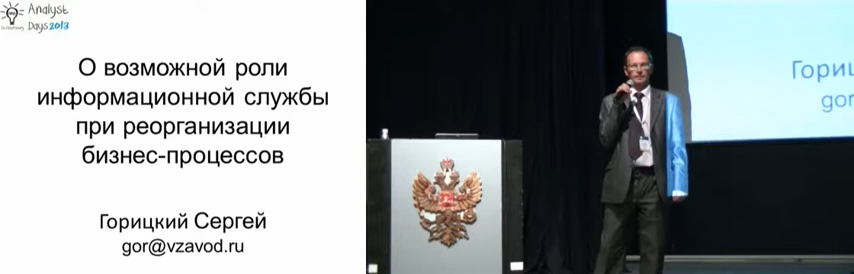 Analyst
Days 2013
О возможной роли
информационной службы
при реорганизации
бизнес-процессов
Горицкий Сергей
gor@vzavod.ru
Гориц
gor